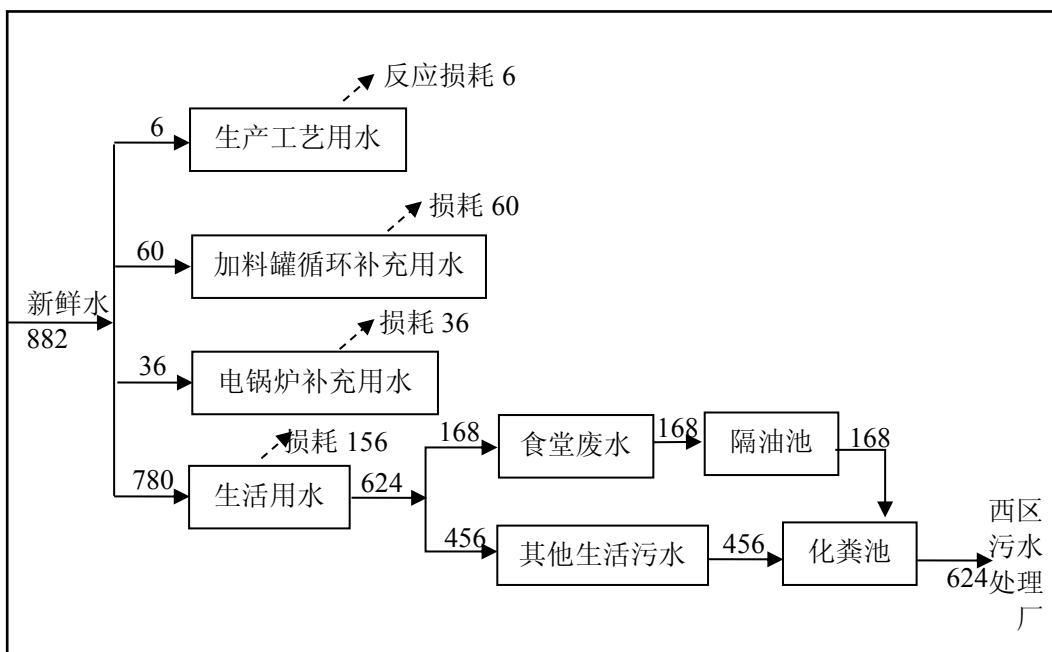 反应损耗 6
6
生产工艺用水
损耗 60
60
加料罐循环补充用水
新鲜水
882
损耗 36
36
电锅炉补充用水
损耗 156
780
生活用水
624
168
食堂废水
168
隔油池
168
456
其他生活污水
456
化粪池
624
西区
污水
处理
厂